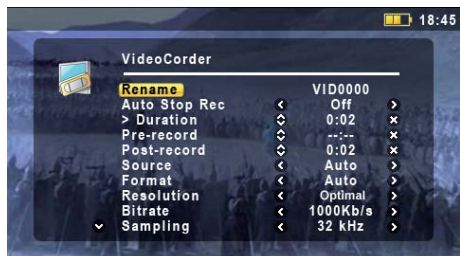 18:45
VideoCorder
Rename VID0000
Auto Stop Rec Off
> Duration 0:02
Pre-record --:--
Post-record 0:02
Source Auto
Format Auto
Resolution Optimal
Bitrate 1000Kb/s
Sampling 32 kHz